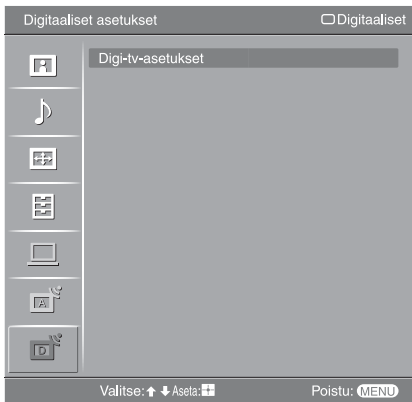 Digitaaliset asetukset Digitaaliset
Digi-tv-asetukset
A
D
Valitse: Aseta: Poistu: MENU